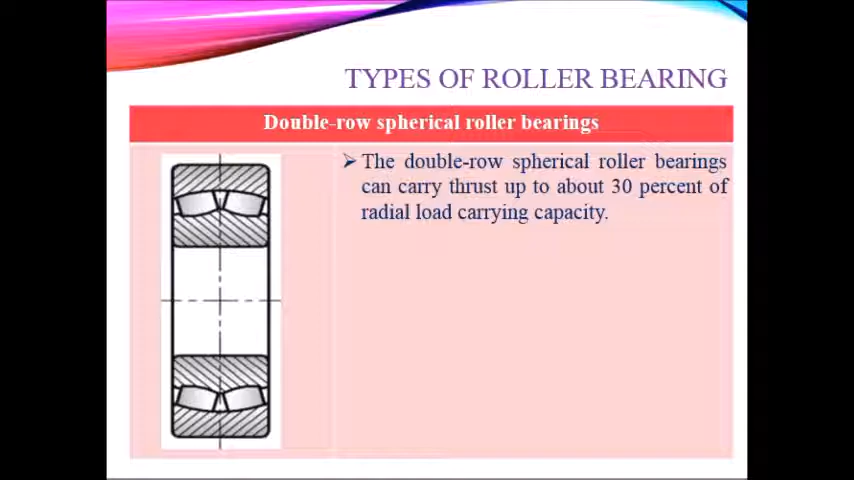 TYPES OF ROLLER BEARING
Double-row spherical roller bearings
➢ The double-row spherical roller bearings
can carry thrust up to about 30 percent of
radial load carrying capacity.